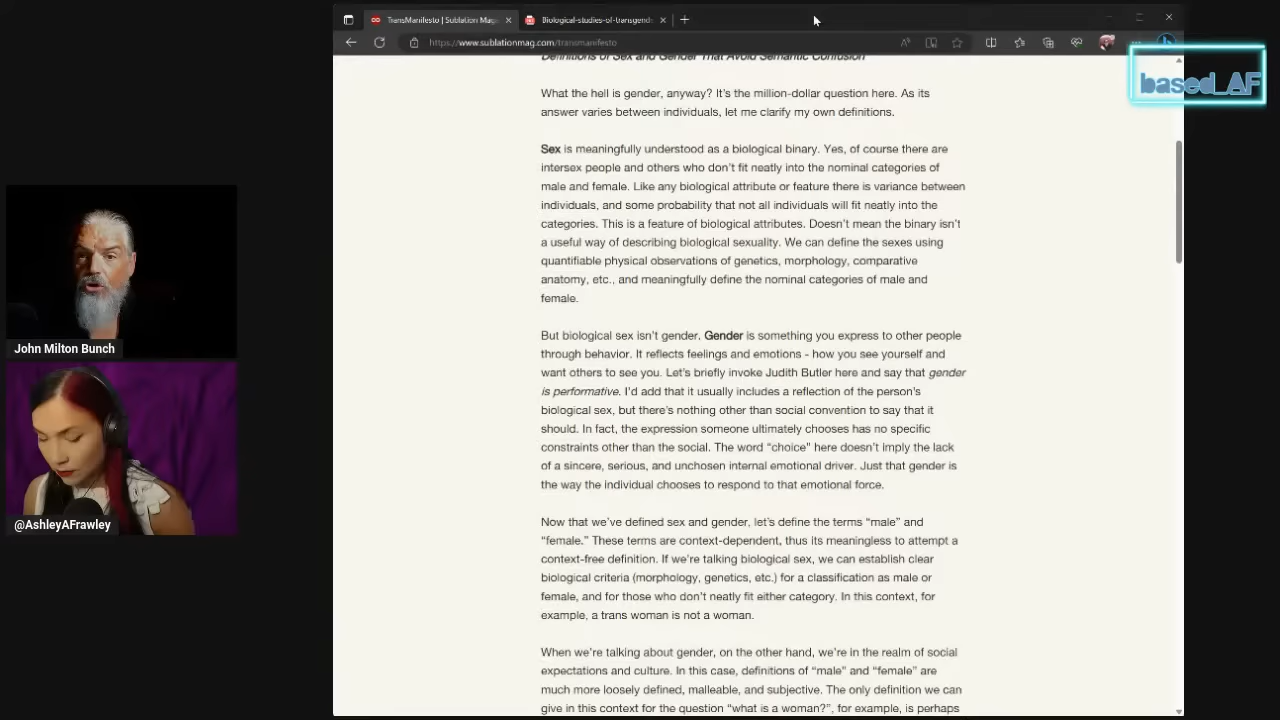 TransManifesto | Sublation Mag
Biological-studies-of-transgend
https://www.sublationmag.com/transmanifesto
based_AF
Definitions of Sex and Gender That Avoid Semantic Confusion
What the hell is gender, anyway? It's the million-dollar question here. As its
answer varies between individuals, let me clarify my own definitions.
Sex is meaningfully understood as a biological binary. Yes, of course there are
intersex people and others who don't fit neatly into the nominal categories of
male and female. Like any biological attribute or feature there is variance between
individuals, and some probability that not all individuals will fit neatly into the
categories. This is a feature of biological attributes. Doesn't mean the binary isn't
a useful way of describing biological sexuality. We can define the sexes using
quantifiable physical observations of genetics, morphology, comparative
anatomy, etc., and meaningfully define the nominal categories of male and
female.
But biological sex isn't gender. Gender is something you express to other people
through behavior. It reflects feelings and emotions - how you see yourself and
want others to see you. Let's briefly invoke Judith Butler here and say that gender
is performative. I'd add that it usually includes a reflection of the person's
biological sex, but there's nothing other than social convention to say that it
should. In fact, the expression someone ultimately chooses has no specific
constraints other than the social. The word "choice" here doesn't imply the lack
of a sincere, serious, and unchosen internal emotional driver. Just that gender is
the way the individual chooses to respond to that emotional force.
Now that we've defined sex and gender, let's define the terms "male" and
"female." These terms are context-dependent, thus its meaningless to attempt a
context-free definition. If we're talking biological sex, we can establish clear
biological criteria (morphology, genetics, etc.) for a classification as male or
female, and for those who don't neatly fit either category. In this context, for
example, a trans woman is not a woman.
When we're talking about gender, on the other hand, we're in the realm of social
expectations and culture. In this case, definitions of "male" and "female" are
much more loosely defined, malleable, and subjective. The only definition we can
give in this context for the question "what is a woman?", for example, is perhaps
John Milton Bunch
@AshleyAFrawley